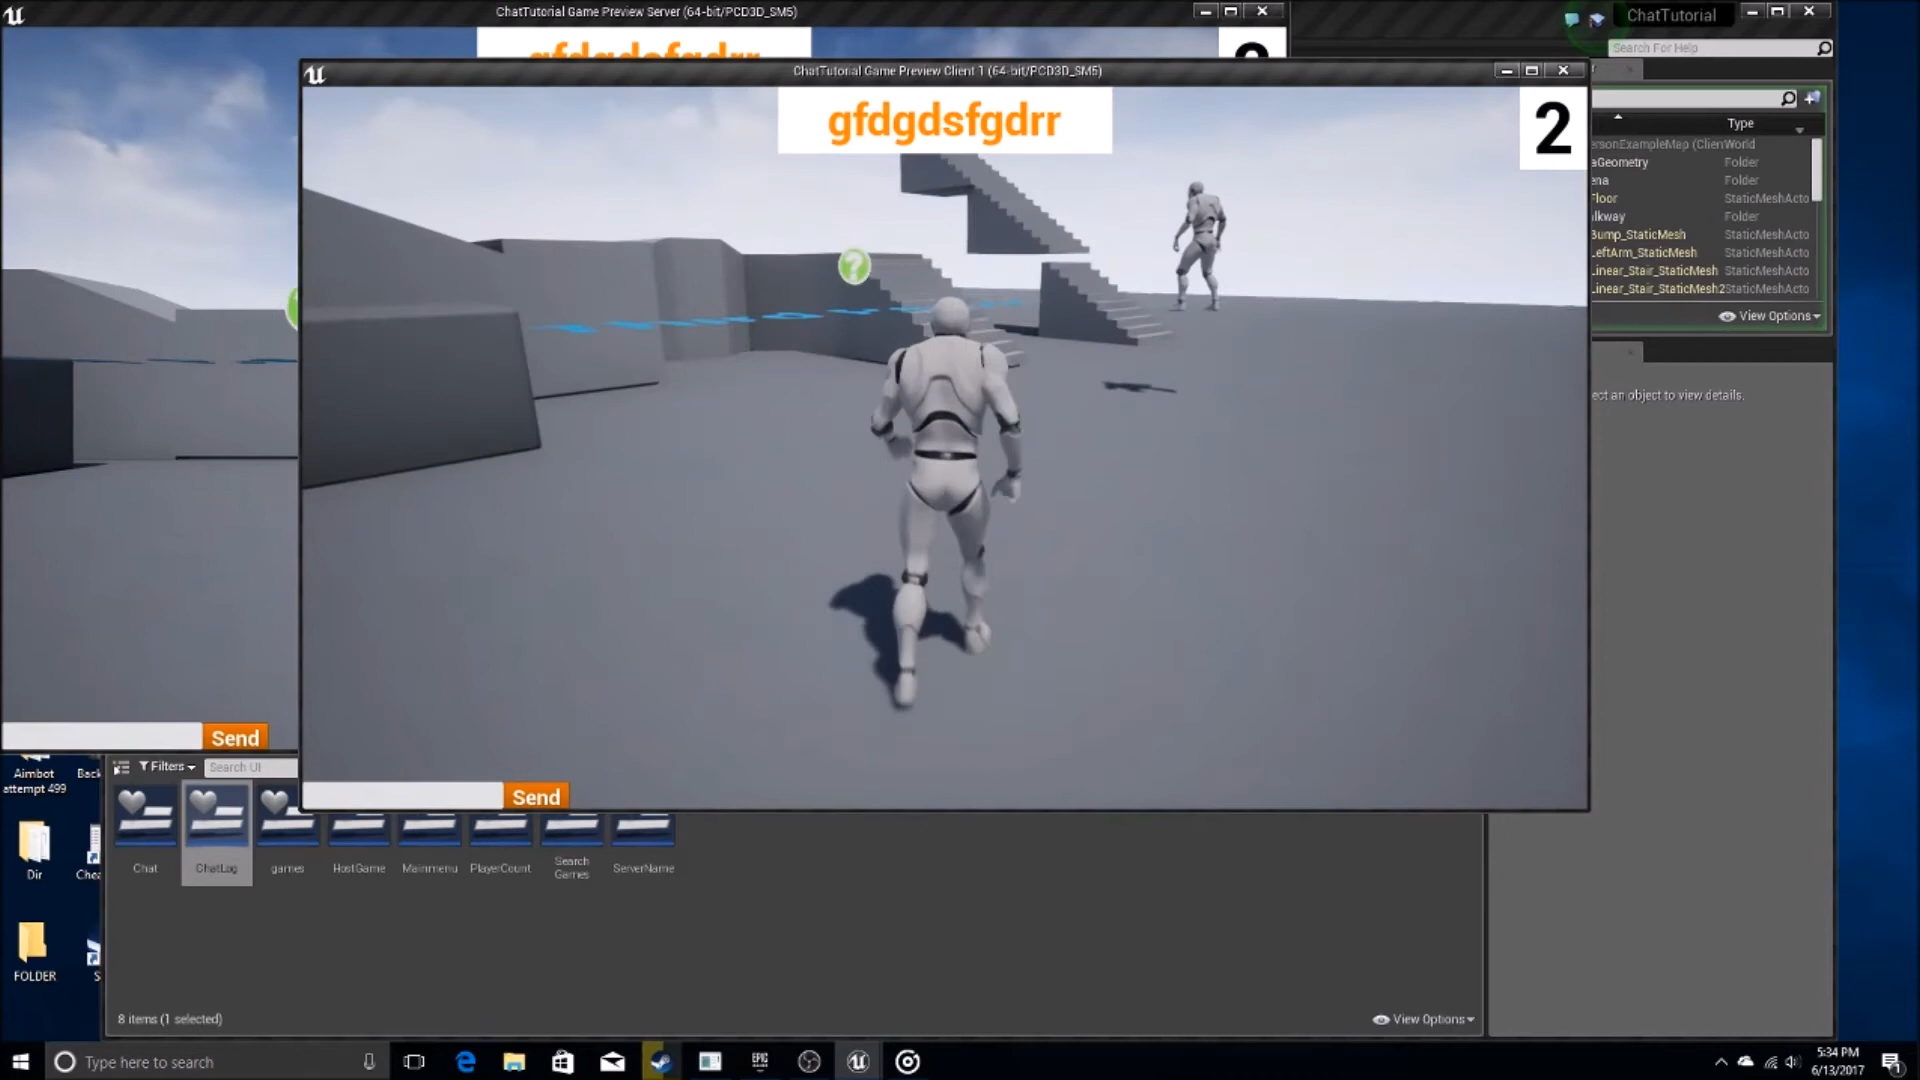 ChatTutorial Game Preview Server (64-bit/PCD3D_SM5)
ChatTutorial
Search For Help
ChatTutorial Game Preview Client 1 (64-bit/PCD3D_SM5)
gfdgdsfgdrr
2
Type
World
Folder
Folder
StaticMeshActo
Folder
Bump_StaticMesh StaticMeshActo
LeftArm_StaticMesh StaticMeshActo
Linear_Stair_StaticMesh StaticMeshActo
Linear_Stair_StaticMesh2 StaticMeshActo
View Options
ect an object to view details.
Send
Send
Filters
Search UI
Aimbot
attempt 499
Dir
FOLDER
Chat
ChatLog
games
HostGame
Mainmenu
PlayerCount
Search
Games
ServerName
8 items (1 selected)
View Options
Type here to search
EPIC
GAMES
5:34 PM
6/13/2017
1